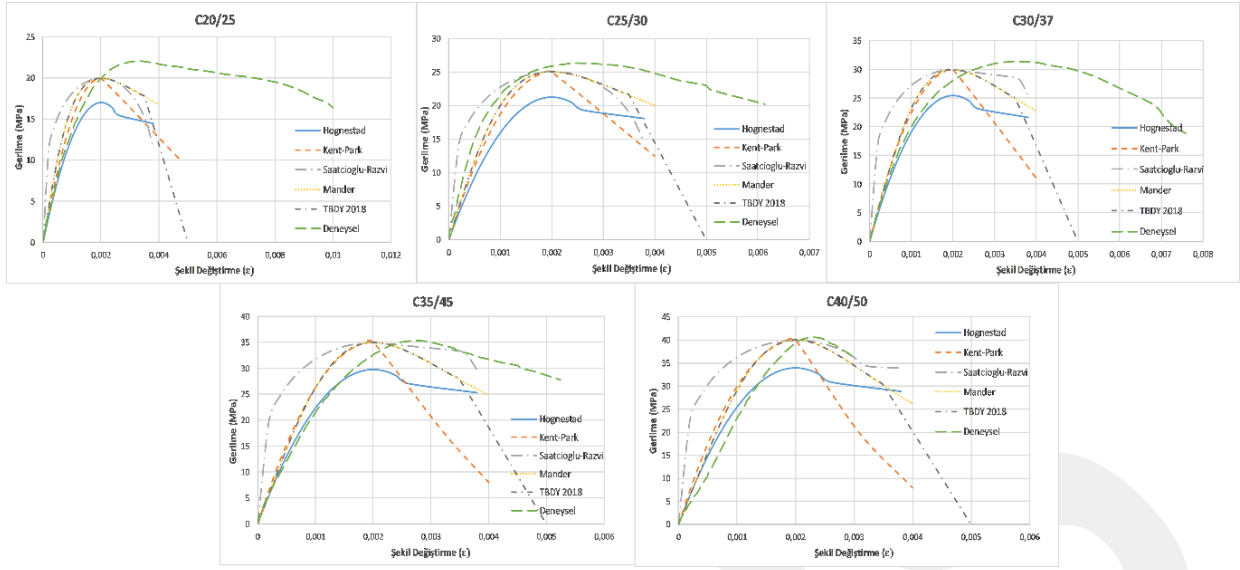 C20/25
Gerilme (MPa)
25
20
15
10
5
0
0
0,002
0,004
0,006
0,008
0,01
0,012
Şekil Değiştirme (ε)
Hognestad
Kent-Park
Saatcioglu-Razvi
Mander
TBDY 2018
Deneysel
C25/30
Gerilme (MPa)
30
25
20
15
10
5
0
0
0,001
0,002
0,003
0,004
0,005
0,006
0,007
Şekil Değiştirme (ε)
Hognestad
Kent-Park
Saatcioglu-Razvi
Mander
TBDY 2018
Deneysel
C30/37
Gerilme (MPa)
35
30
25
20
15
10
5
0
0
0,001
0,002
0,003
0,004
0,005
0,006
0,007
0,008
Şekil Değiştirme (ε)
Hognestad
Kent-Park
Saatcioglu-Razvi
Mander
TBDY 2018
Deneysel
C35/45
Gerilme (MPa)
40
35
30
25
20
15
10
5
0
0
0,001
0,002
0,003
0,004
0,005
0,006
Şekil Değiştirme (ε)
Hognestad
Kent-Park
Saatcioglu-Razvi
Mander
TBDY 2018
Deneysel
C40/50
Gerilme (MPa)
45
40
35
30
25
20
15
10
5
0
0
0,001
0,002
0,003
0,004
0,005
0,006
Şekil Değiştirme (ε)
Hognestad
Kent-Park
Saatcioglu-Razvi
Mander
TBDY 2018
Deneysel